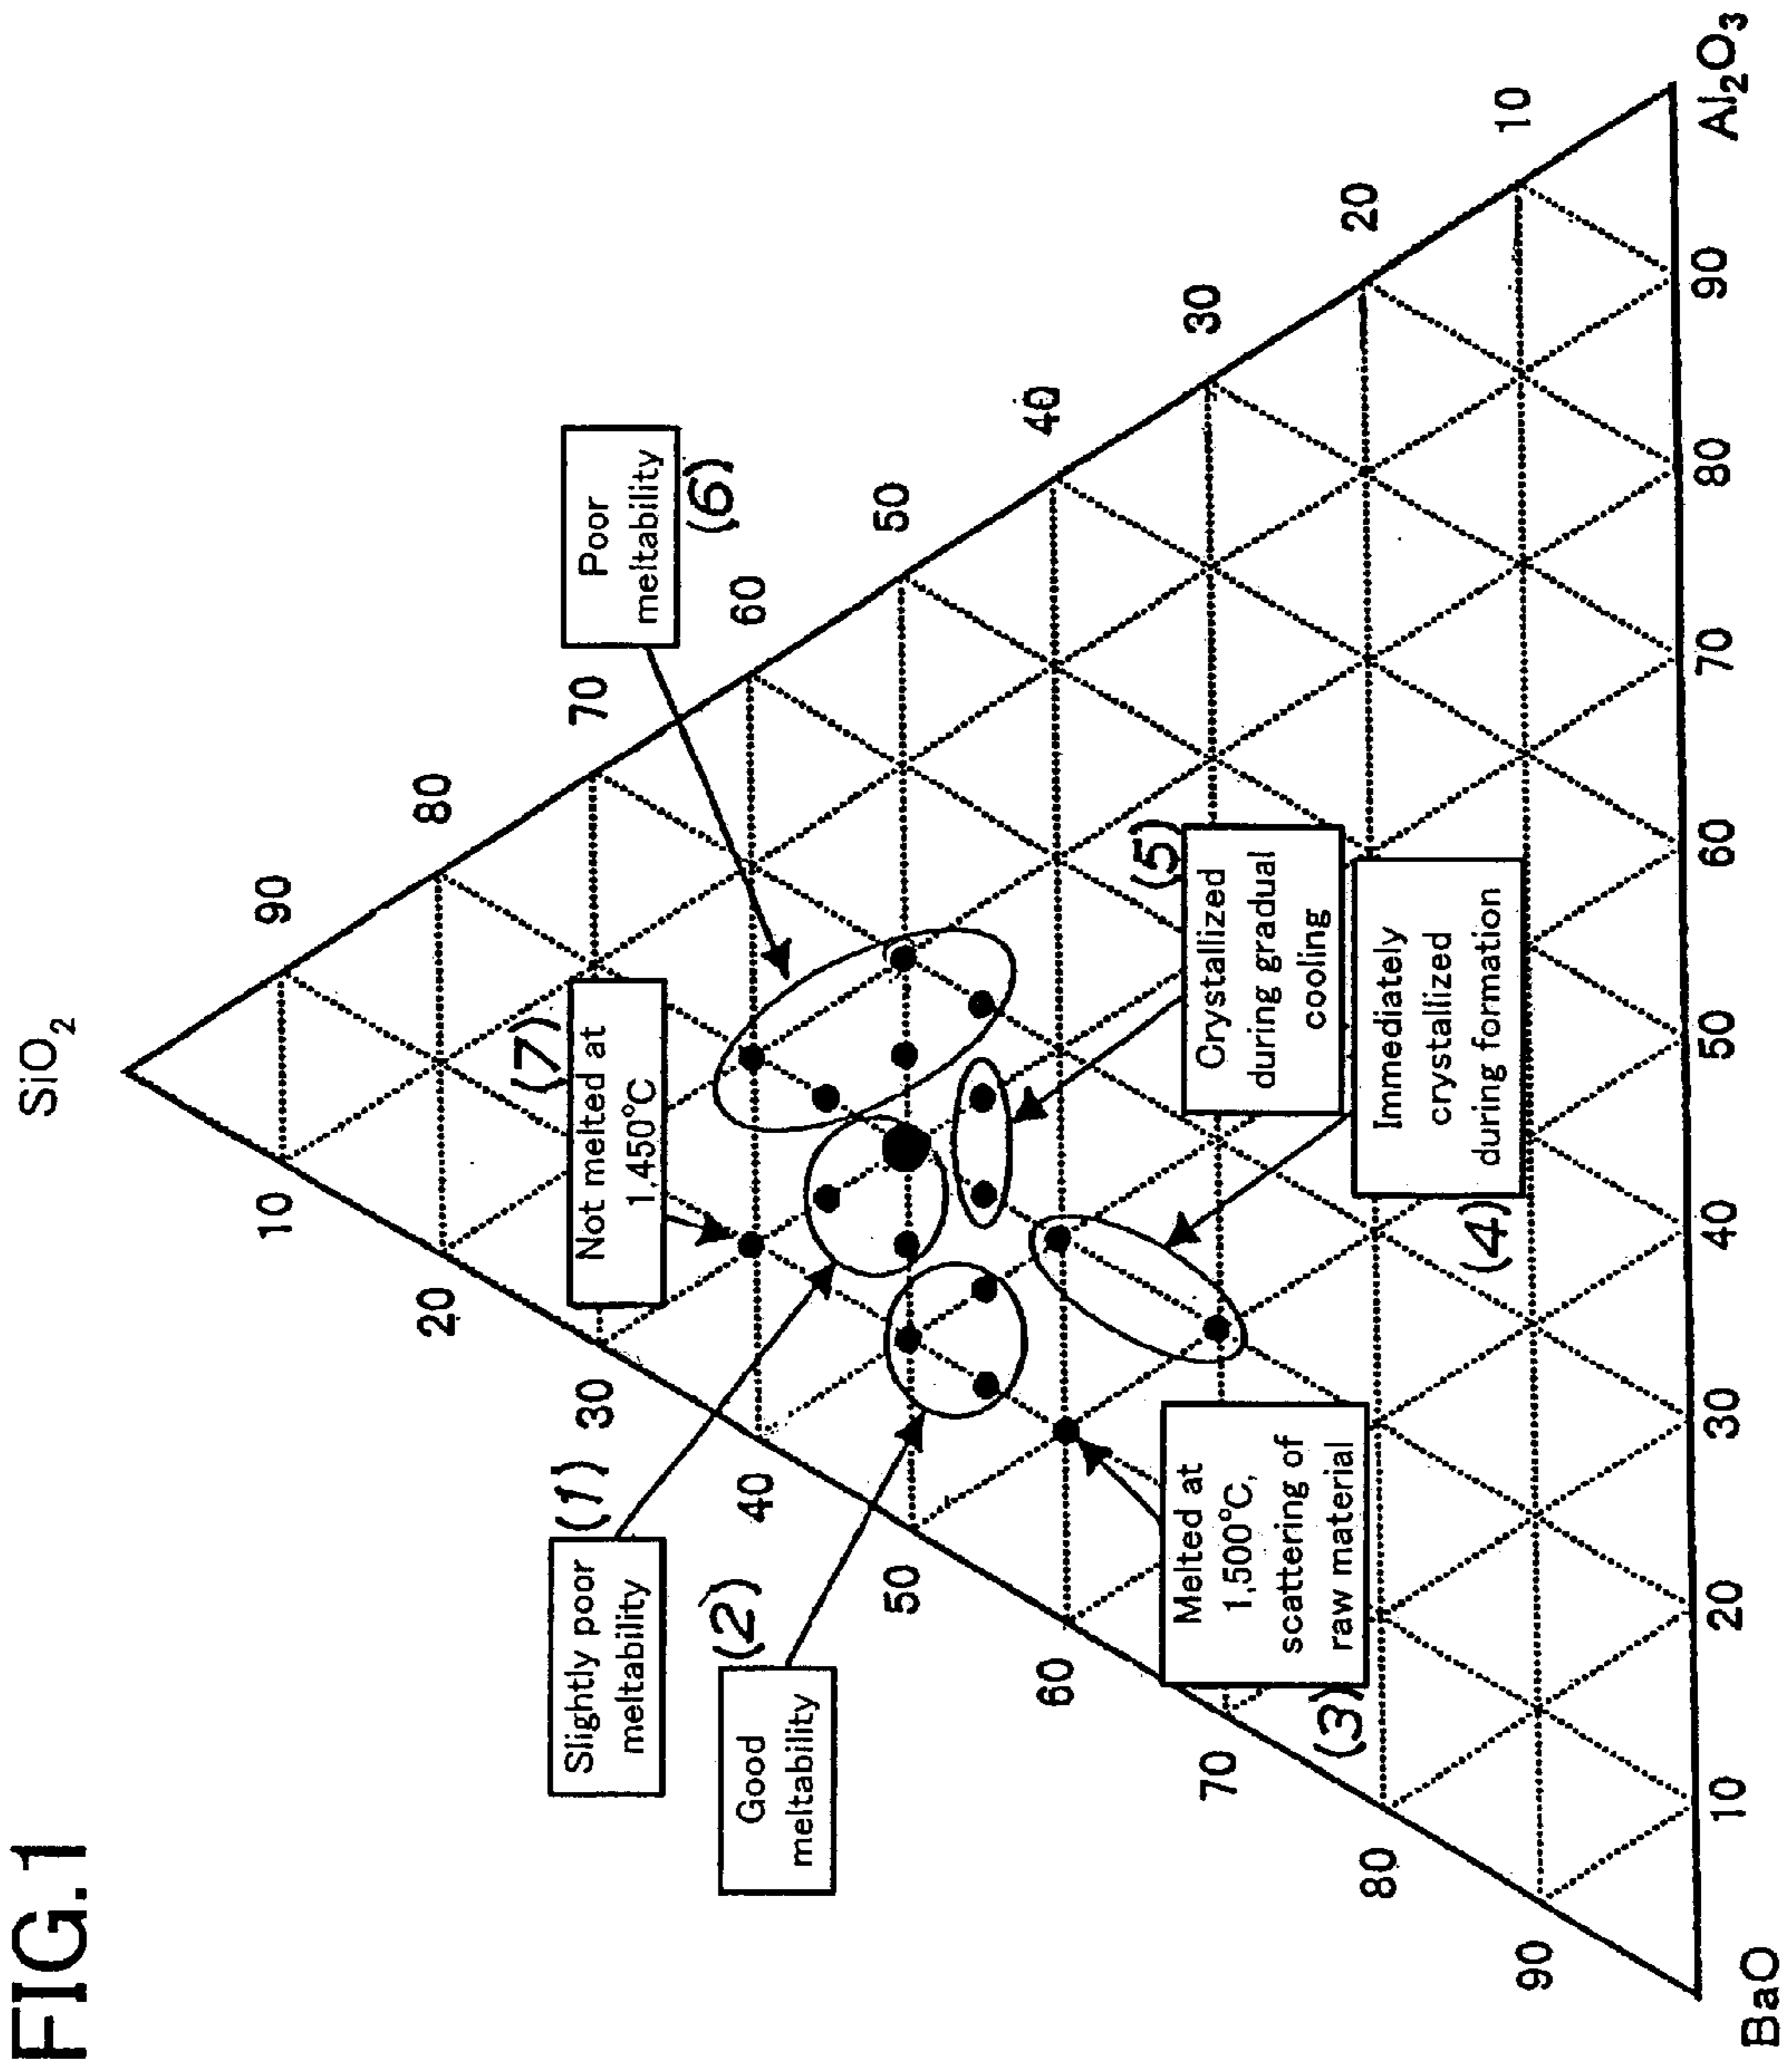 FIG.1
SiO2
90
80
70
60
50
40
30
20
10
Al2O3
10
20
30
40
50
60
70
80
90
BaO
10
20
30
40
50
60
70
80
90
Slightly poor
meltability
(1)
Good
meltability
(2)
Melted at
1,500°C,
scattering of
raw material
(3)
Immediately
crystallized
during formation
(4)
Crystallized
during gradual
cooling
(5)
Poor
meltability
(6)
Not melted at
1,450°C
(7)